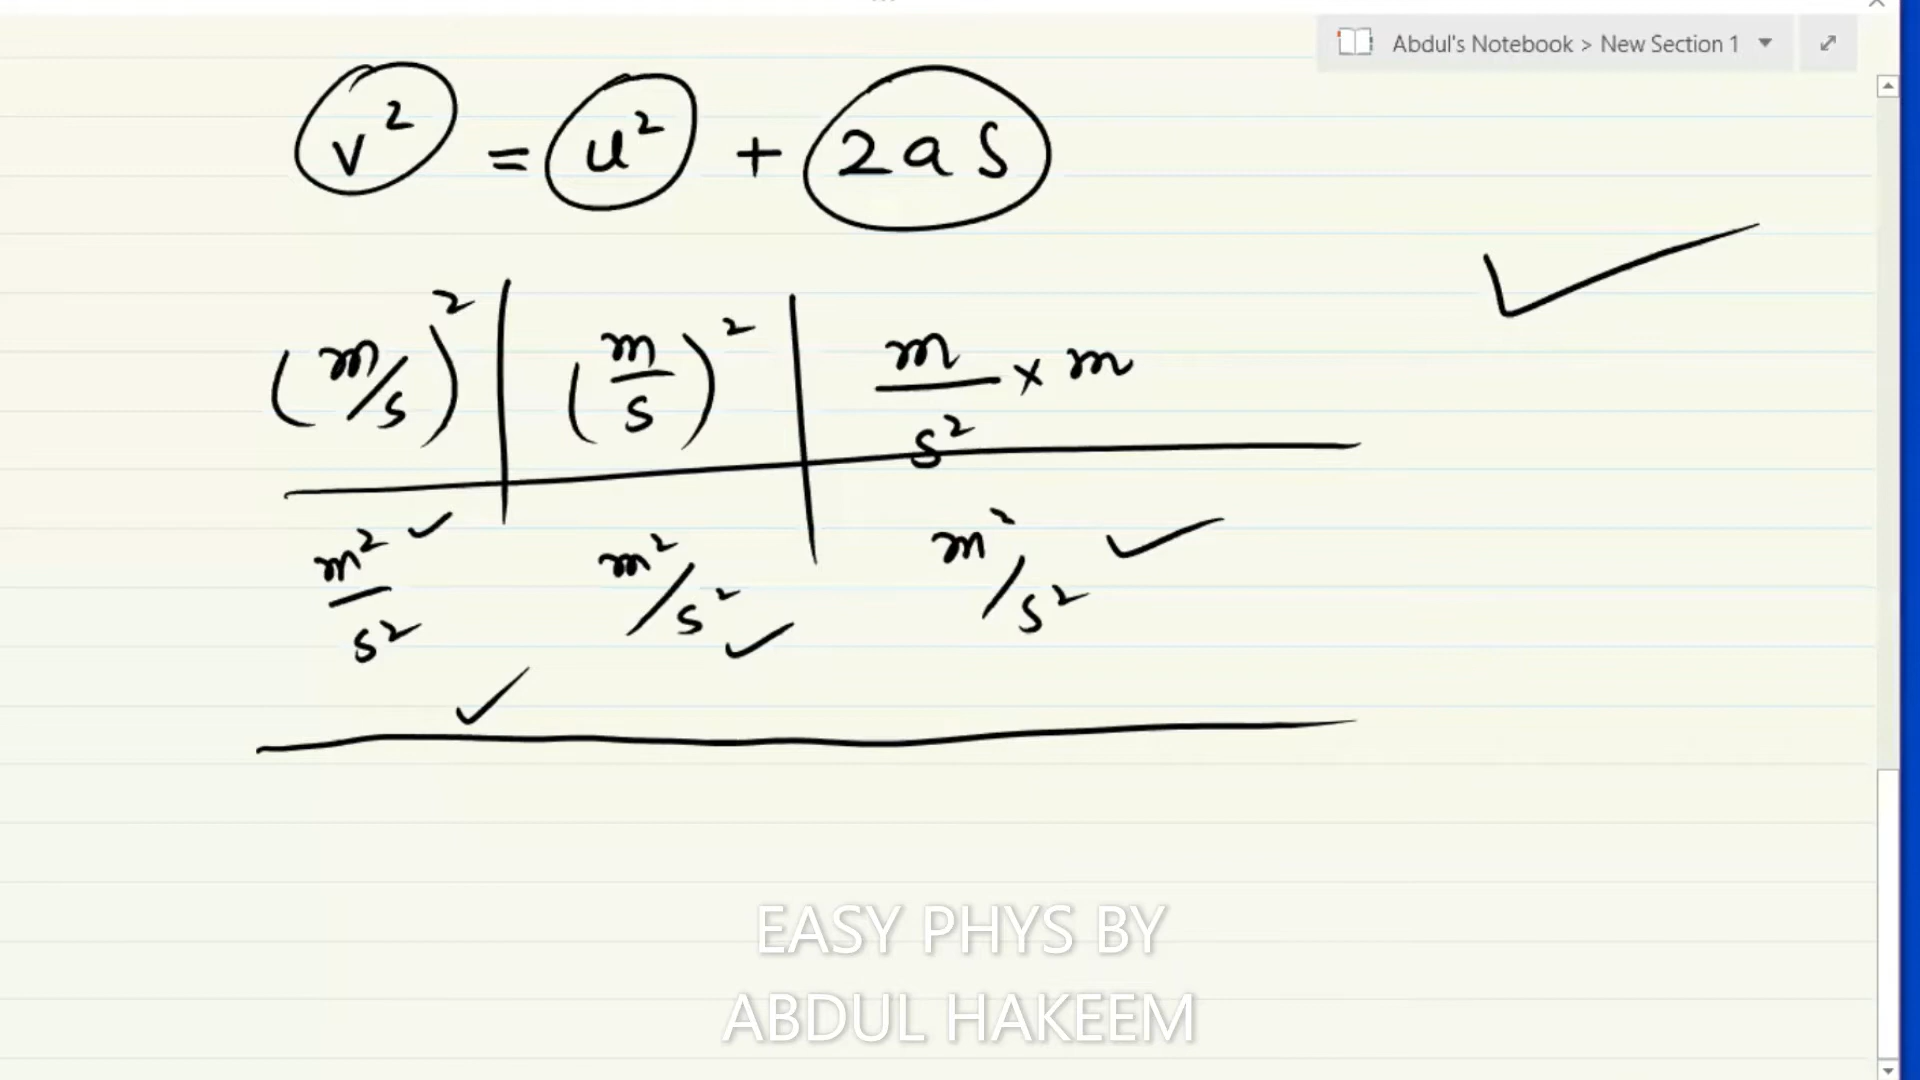 Abdul's Notebook > New Section 1
v² = u² + 2as
(m/s)² | (m/s)² | m/s² × m
m²/s² ✓ m²/s² ✓ m²/s² ✓
✓
EASY PHYS BY
ABDUL HAKEEM